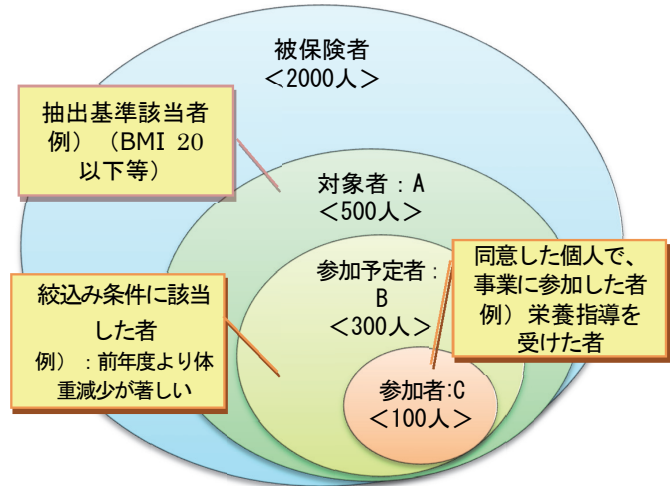 被保険者
<2000人>
抽出基準該当者
例） （BMI 20
以下等）
対象者：A
<500人>
参加予定者：
B
<300人>
同意した個人で、
事業に参加した者
例）栄養指導を
受けた者
絞込み条件に該当
した者
例）：前年度より体
重減少が著しい
参加者:C
<100人>